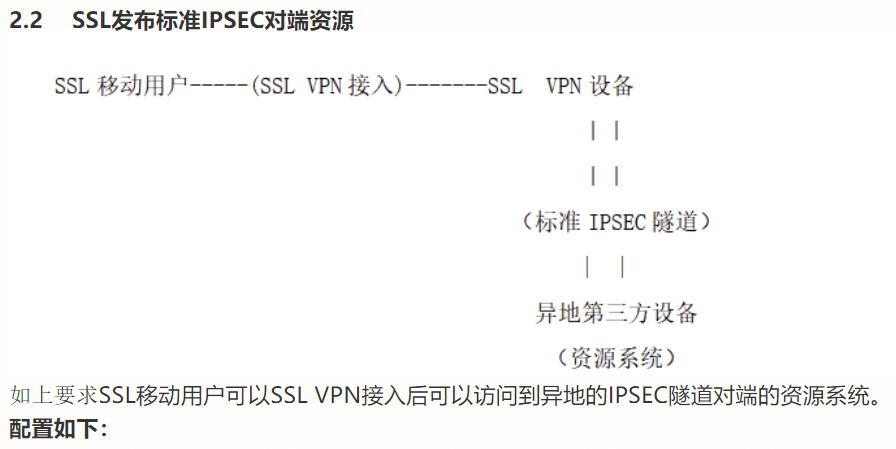 2.2 SSL发布标准IPSEC对端资源
SSL 移动用户-----(SSL VPN 接入)-------SSL VPN 设备
| |
| |
（标准 IPSEC 隧道）
| |
异地第三方设备
（资源系统）
如上要求SSL移动用户可以SSL VPN接入后可以访问到异地的IPSEC隧道对端的资源系统。
配置如下：